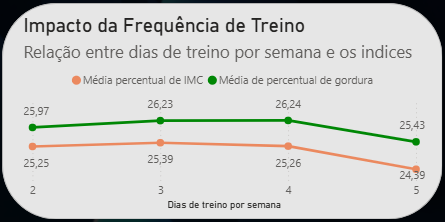 Impacto da Frequência de Treino
Relação entre dias de treino por semana e os indices
Média percentual de IMC Média de percentual de gordura
25,97 26,23 26,24 25,43
25,25 25,39 25,26 24,39
2 3 4 5
Dias de treino por semana